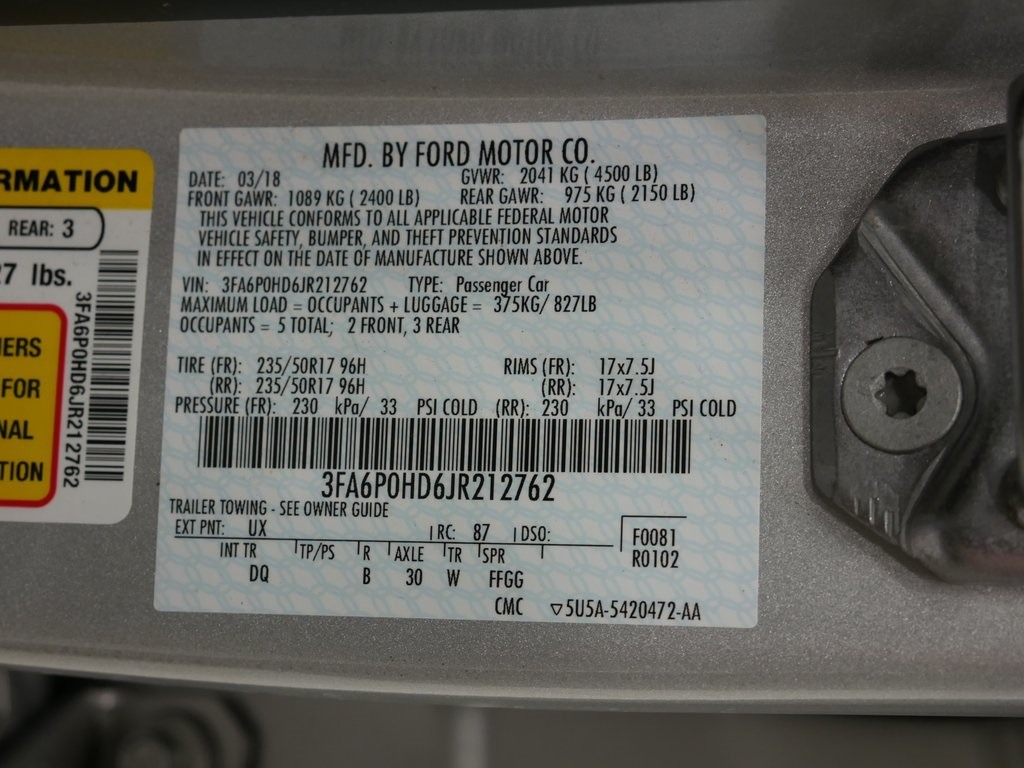 RMATION
REAR: 3
27 lbs.
IERS
FOR
NAL
TION
3FA6P0HD6JR212762
MFD. BY FORD MOTOR CO.
DATE: 03/18 GVWR: 2041 KG ( 4500 LB)
FRONT GAWR: 1089 KG ( 2400 LB) REAR GAWR: 975 KG ( 2150 LB)
THIS VEHICLE CONFORMS TO ALL APPLICABLE FEDERAL MOTOR
VEHICLE SAFETY, BUMPER, AND THEFT PREVENTION STANDARDS
IN EFFECT ON THE DATE OF MANUFACTURE SHOWN ABOVE.
VIN: 3FA6P0HD6JR212762 TYPE: Passenger Car
MAXIMUM LOAD = OCCUPANTS + LUGGAGE = 375KG/ 827LB
OCCUPANTS = 5 TOTAL; 2 FRONT, 3 REAR
TIRE (FR): 235/50R17 96H RIMS (FR): 17x7.5J
(RR): 235/50R17 96H (RR): 17x7.5J
PRESSURE (FR): 230 kPa/ 33 PSI COLD (RR): 230 kPa/ 33 PSI COLD
3FA6P0HD6JR212762
TRAILER TOWING - SEE OWNER GUIDE
EXT PNT: UX RC: 87 DSO:
F0081
R0102
INT TR TP/PS R AXLE TR SPR
DQ B 30 W FFGG
CMC ▽5U5A-5420472-AA